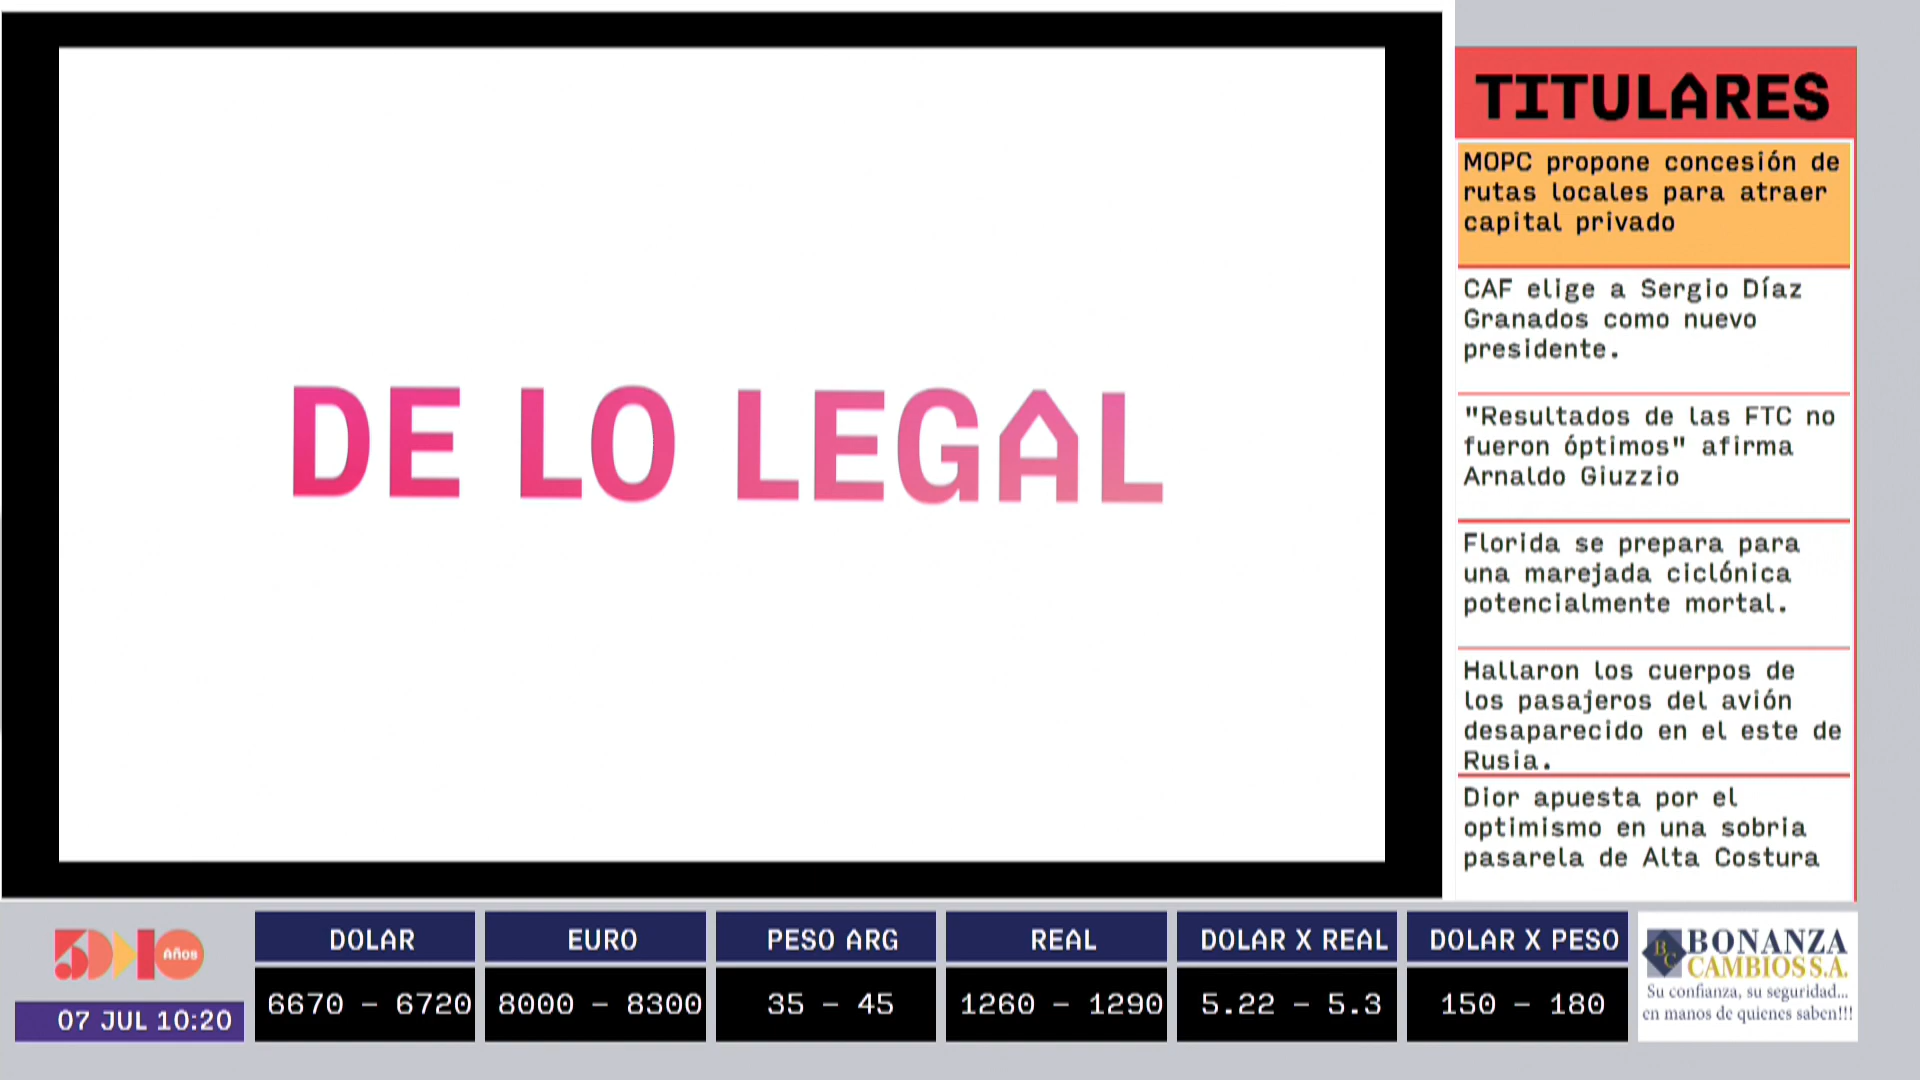 DE LO LEGAL
TITULARES
MOPC propone concesión de
rutas locales para atraer
capital privado
CAF elige a Sergio Díaz
Granados como nuevo
presidente.
"Resultados de las FTC no
fueron óptimos" afirma
Arnaldo Giuzzio
Florida se prepara para
una marejada ciclónica
potencialmente mortal.
Hallaron los cuerpos de
los pasajeros del avión
desaparecido en el este de
Rusia.
Dior apuesta por el
optimismo en una sobria
pasarela de Alta Costura
Años
07 JUL 10:20
DOLAR
6670 - 6720
EURO
8000 - 8300
PESO ARG
35 - 45
REAL
1260 - 1290
DOLAR X REAL
5.22 - 5.3
DOLAR X PESO
150 - 180
BC
BONANZA
CAMBIOS S.A.
Su confianza, su seguridad...
en manos de quienes saben!!!